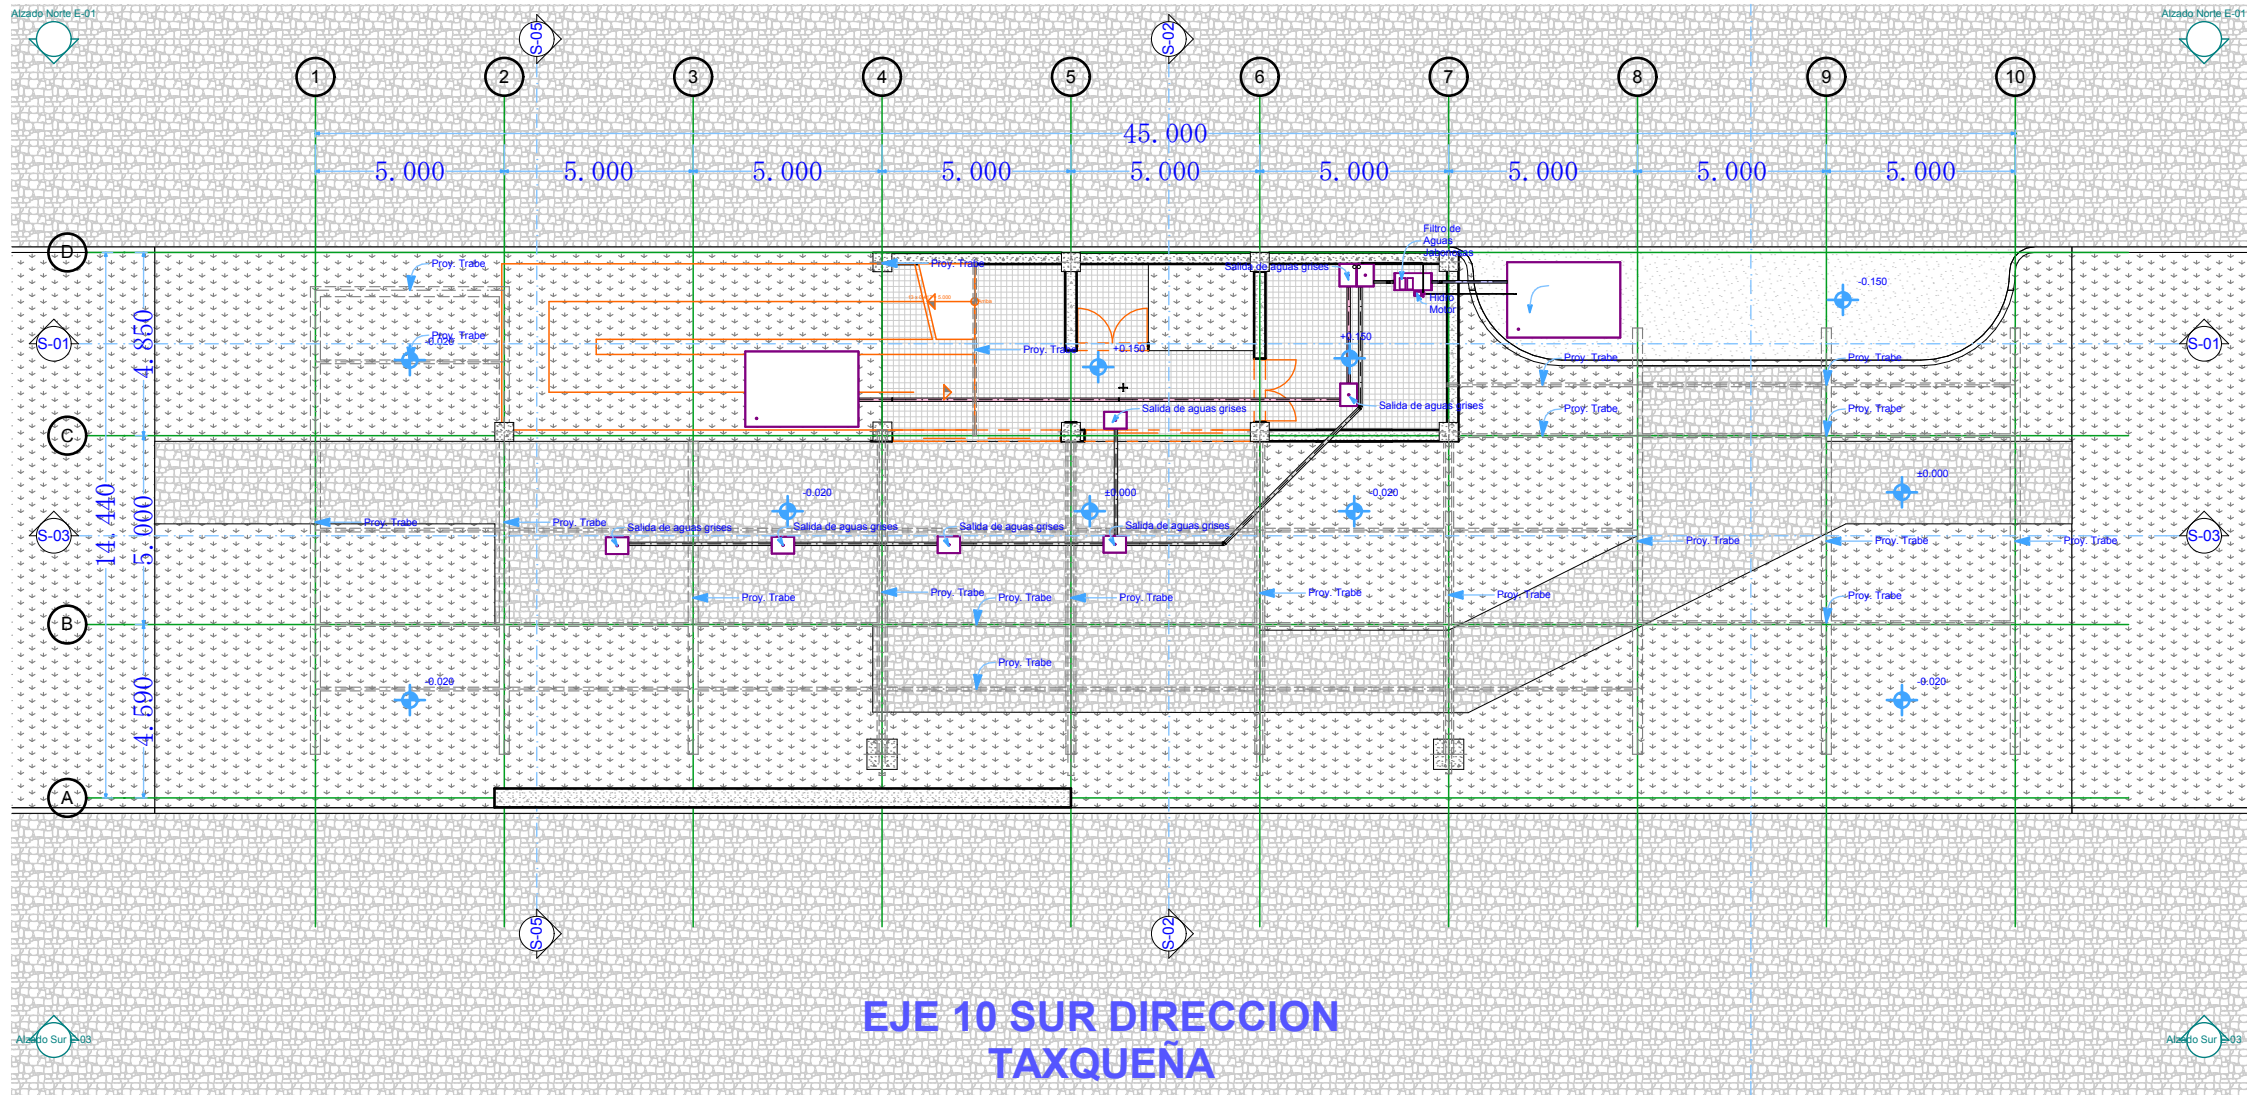 Alzado Norte E-01
S-05
S-02
Alzado Norte E-01
1
2
3
4
5
6
7
8
9
10
45.000
5.000
5.000
5.000
5.000
5.000
5.000
5.000
5.000
5.000
D
Filtro de
Aguas
Jabonosas
Proy. Trabe
Proy. Trabe
Salida de aguas grises
-0.150
Hidro
Motor
4.850
S-01
Proy. Trabe
-0.020
Proy. Trabe
+0.150
+0.150
Proy. Trabe
Proy. Trabe
S-01
Salida de aguas grises
Salida de aguas grises
Proy. Trabe
Proy. Trabe
C
14.440
5.000
-0.020
±0.000
-0.020
±0.000
S-03
Proy. Trabe
Proy. Trabe
Salida de aguas grises
Salida de aguas grises
Salida de aguas grises
Salida de aguas grises
Proy. Trabe
Proy. Trabe
Proy. Trabe
S-03
Proy. Trabe
Proy. Trabe
Proy. Trabe
Proy. Trabe
Proy. Trabe
Proy. Trabe
Proy. Trabe
B
Proy. Trabe
4.590
-0.020
-0.020
A
S-05
S-02
EJE 10 SUR DIRECCION
TAXQUEÑA
Alzado Sur E-03
Alzado Sur E-03